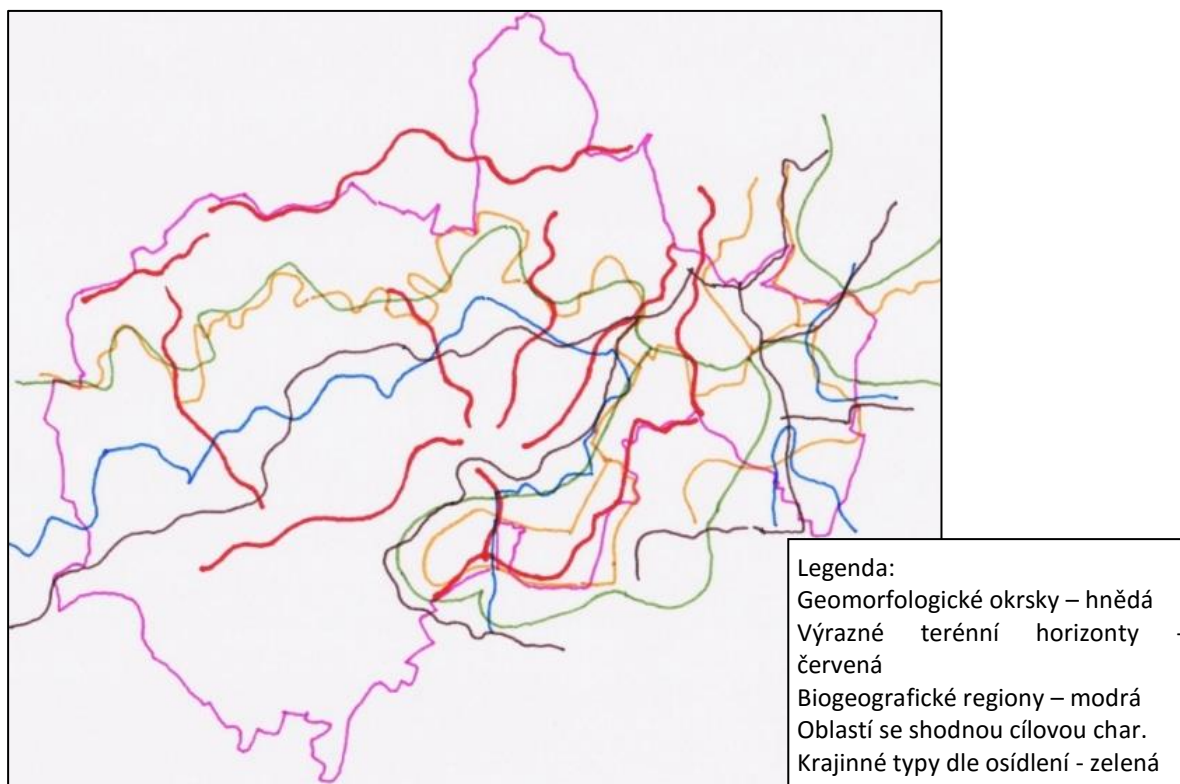 Legenda:
Geomorfologické okrsky – hnědá
Výrazné terénní horizonty -
červená
Biogeografické regiony – modrá
Oblastí se shodnou cílovou char.
Krajinné typy dle osídlení - zelená